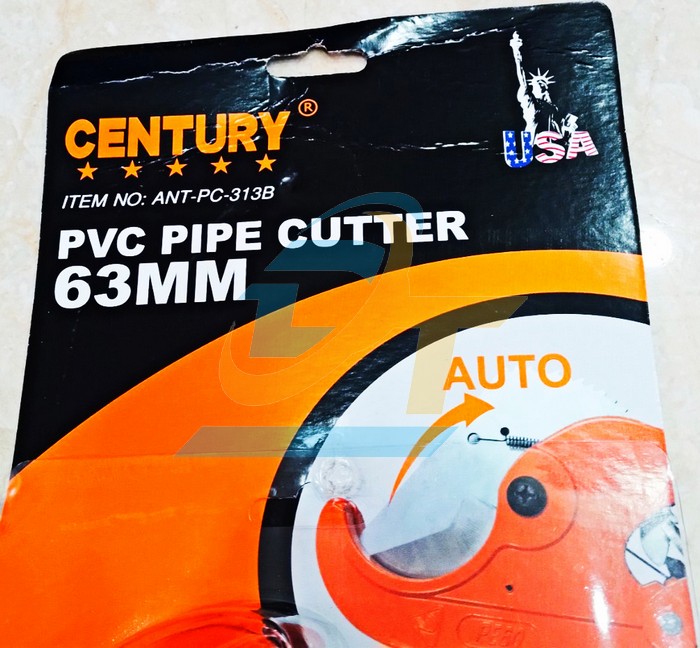 CENTURY ®
USA
ITEM NO: ANT-PC-313B
PVC PIPE CUTTER
63MM
AUTO